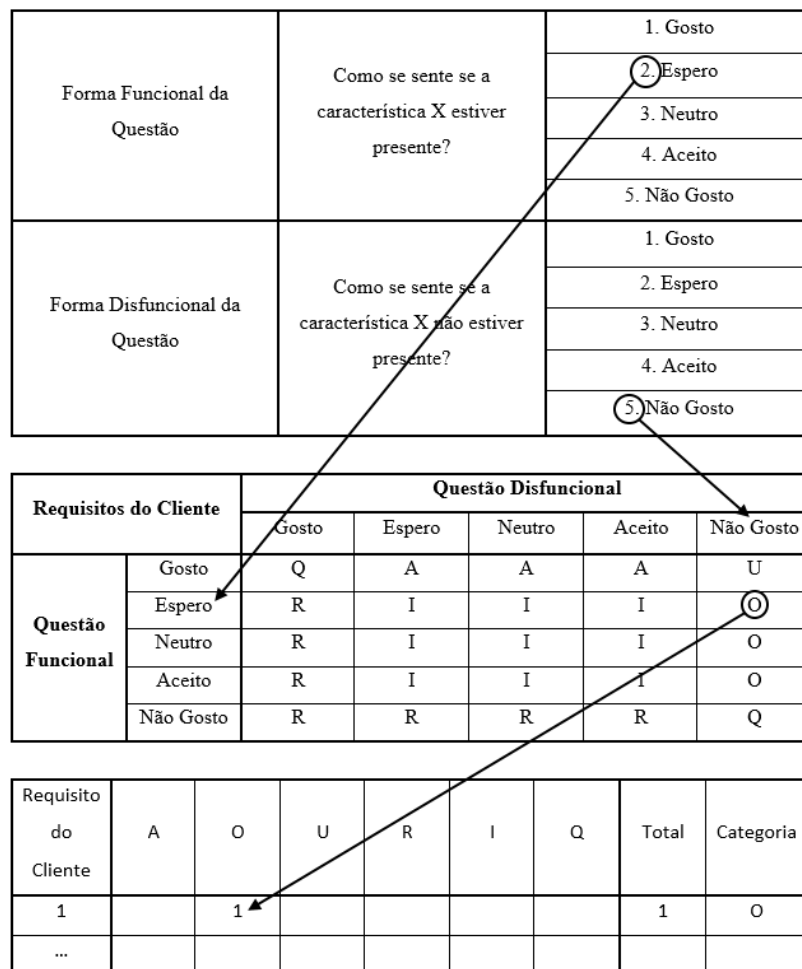 Forma Funcional da
Questão
Como se sente se a
característica X estiver
presente?
1. Gosto
2. Espero
3. Neutro
4. Aceito
5. Não Gosto
Forma Disfuncional da
Questão
Como se sente se a
característica X não estiver
presente?
1. Gosto
2. Espero
3. Neutro
4. Aceito
5. Não Gosto
Requisitos do Cliente
Questão Disfuncional
Gosto Espero Neutro Aceito Não Gosto
Questão
Funcional
Gosto Q A A A U
Espero R I I I O
Neutro R I I I O
Aceito R I I I O
Não Gosto R R R R Q
Requisito
do
Cliente
A O U R I Q Total Categoria
1 1 1 O
...